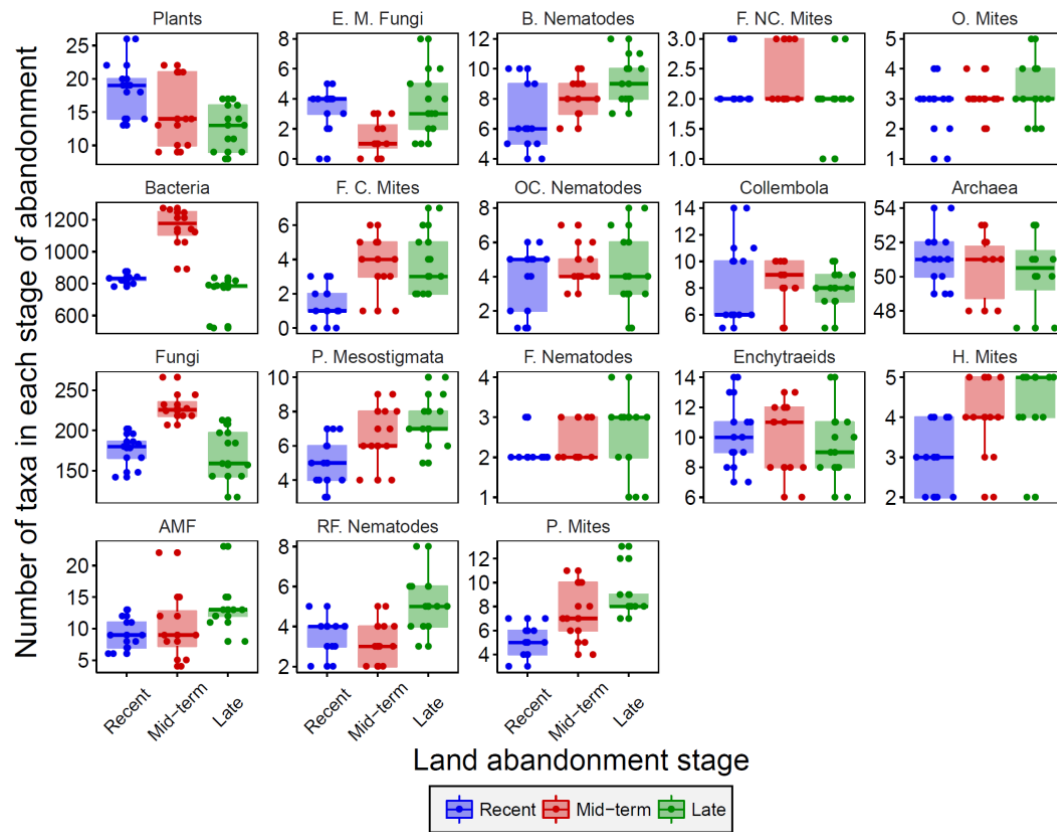 Number of taxa in each stage of abandonment
Plants
25
20
15
10
E. M. Fungi
8
6
4
2
0
B. Nematodes
12
10
8
6
4
F. NC. Mites
3.0
2.5
2.0
1.5
1.0
O. Mites
5
4
3
2
1
Bacteria
1200
1000
800
600
F. C. Mites
6
4
2
0
OC. Nematodes
8
6
4
2
Collembola
14
12
10
8
6
Archaea
54
52
50
48
Fungi
250
200
150
P. Mesostigmata
10
8
6
4
F. Nematodes
4
3
2
1
Enchytraeids
14
12
10
8
6
H. Mites
5
4
3
2
AMF
20
15
10
5
RF. Nematodes
8
6
4
2
P. Mites
12
10
8
6
4
Recent
Mid-term
Late
Recent
Mid-term
Late
Recent
Mid-term
Late
Land abandonment stage
Recent Mid-term Late